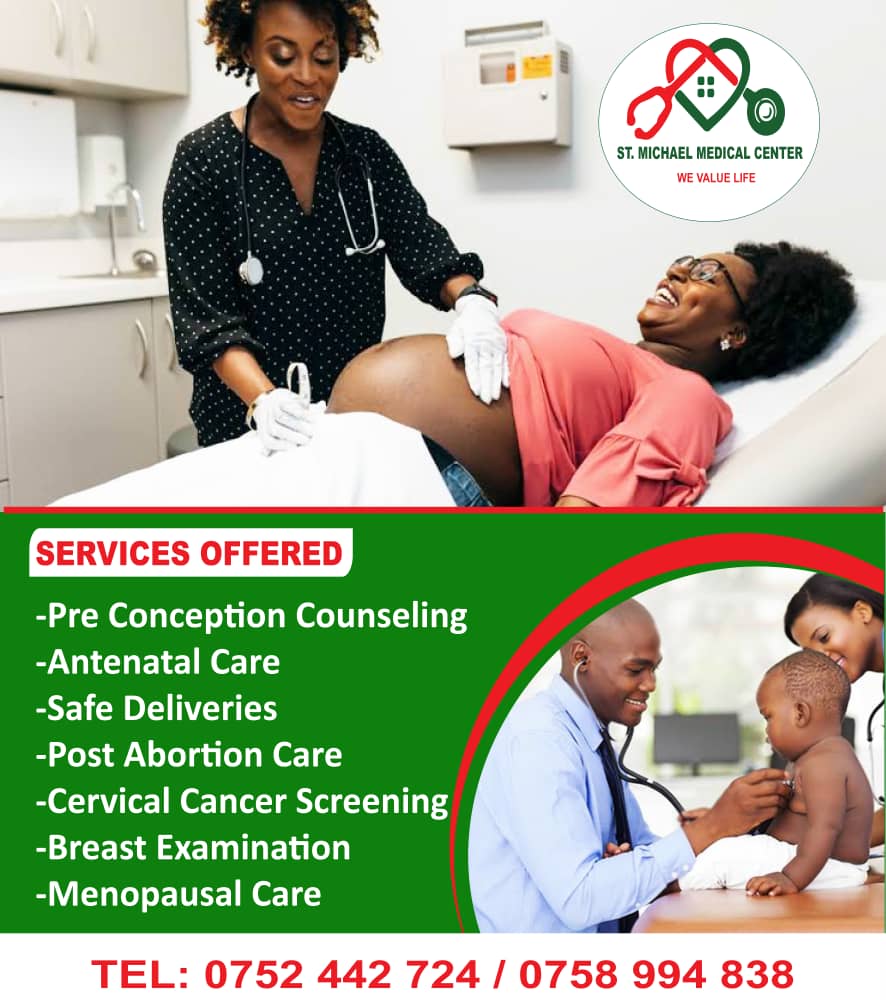 ST. MICHAEL MEDICAL CENTER
WE VALUE LIFE
SERVICES OFFERED
-Pre Conception Counseling
-Antenatal Care
-Safe Deliveries
-Post Abortion Care
-Cervical Cancer Screening
-Breast Examination
-Menopausal Care
TEL: 0752 442 724 / 0758 994 838